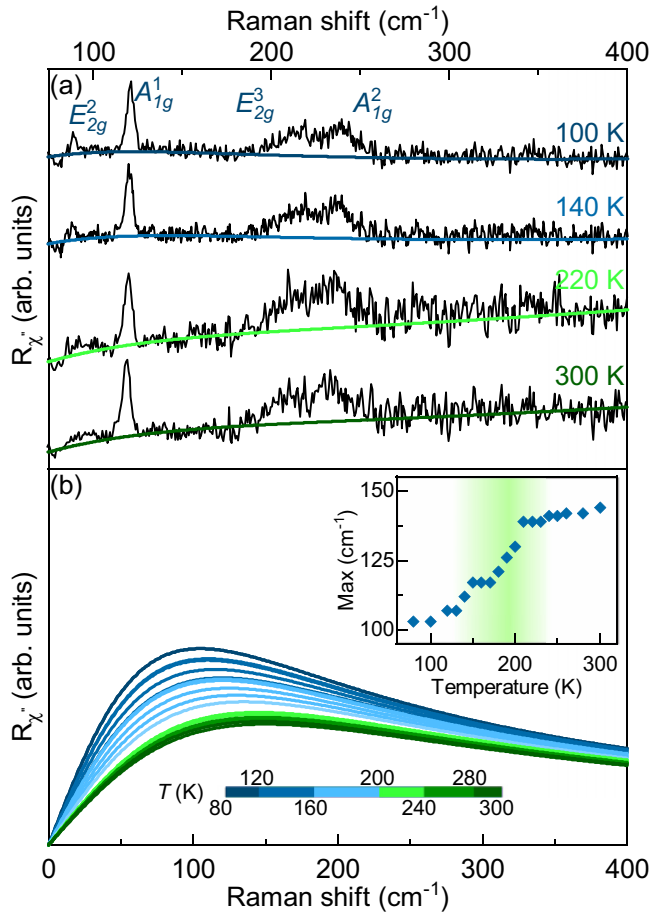 Raman shift (cm⁻¹)
100 200 300 400
(a)
E²₂g A¹₁g E³₂g A²₁g
100 K
140 K
220 K
300 K
R_χ" (arb. units)
(b)
150
125
100
Max (cm⁻¹)
100 200 300
Temperature (K)
R_χ" (arb. units)
T (K)
120 200 280
80 160 240 300
0 100 200 300 400
Raman shift (cm⁻¹)